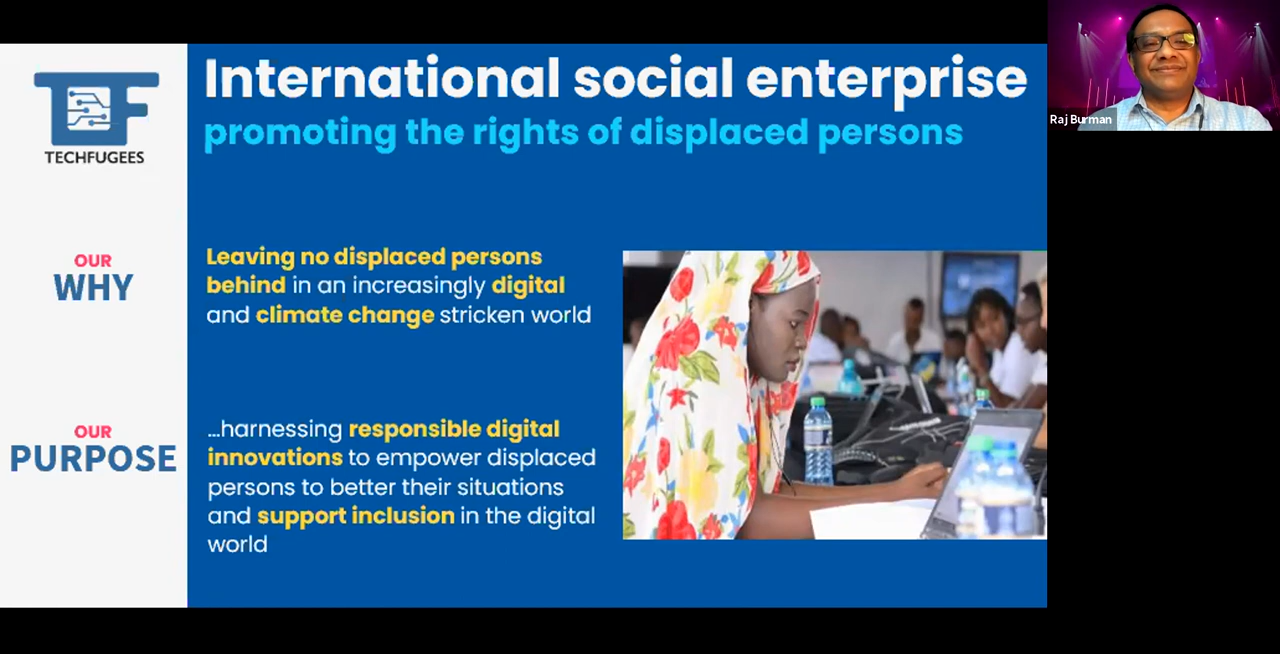 International social enterprise
promoting the rights of displaced persons
TECHFUGEES
OUR
WHY
Leaving no displaced persons
behind in an increasingly digital
and climate change stricken world
OUR
PURPOSE
...harnessing responsible digital
innovations to empower displaced
persons to better their situations
and support inclusion in the digital
world
Raj Burman